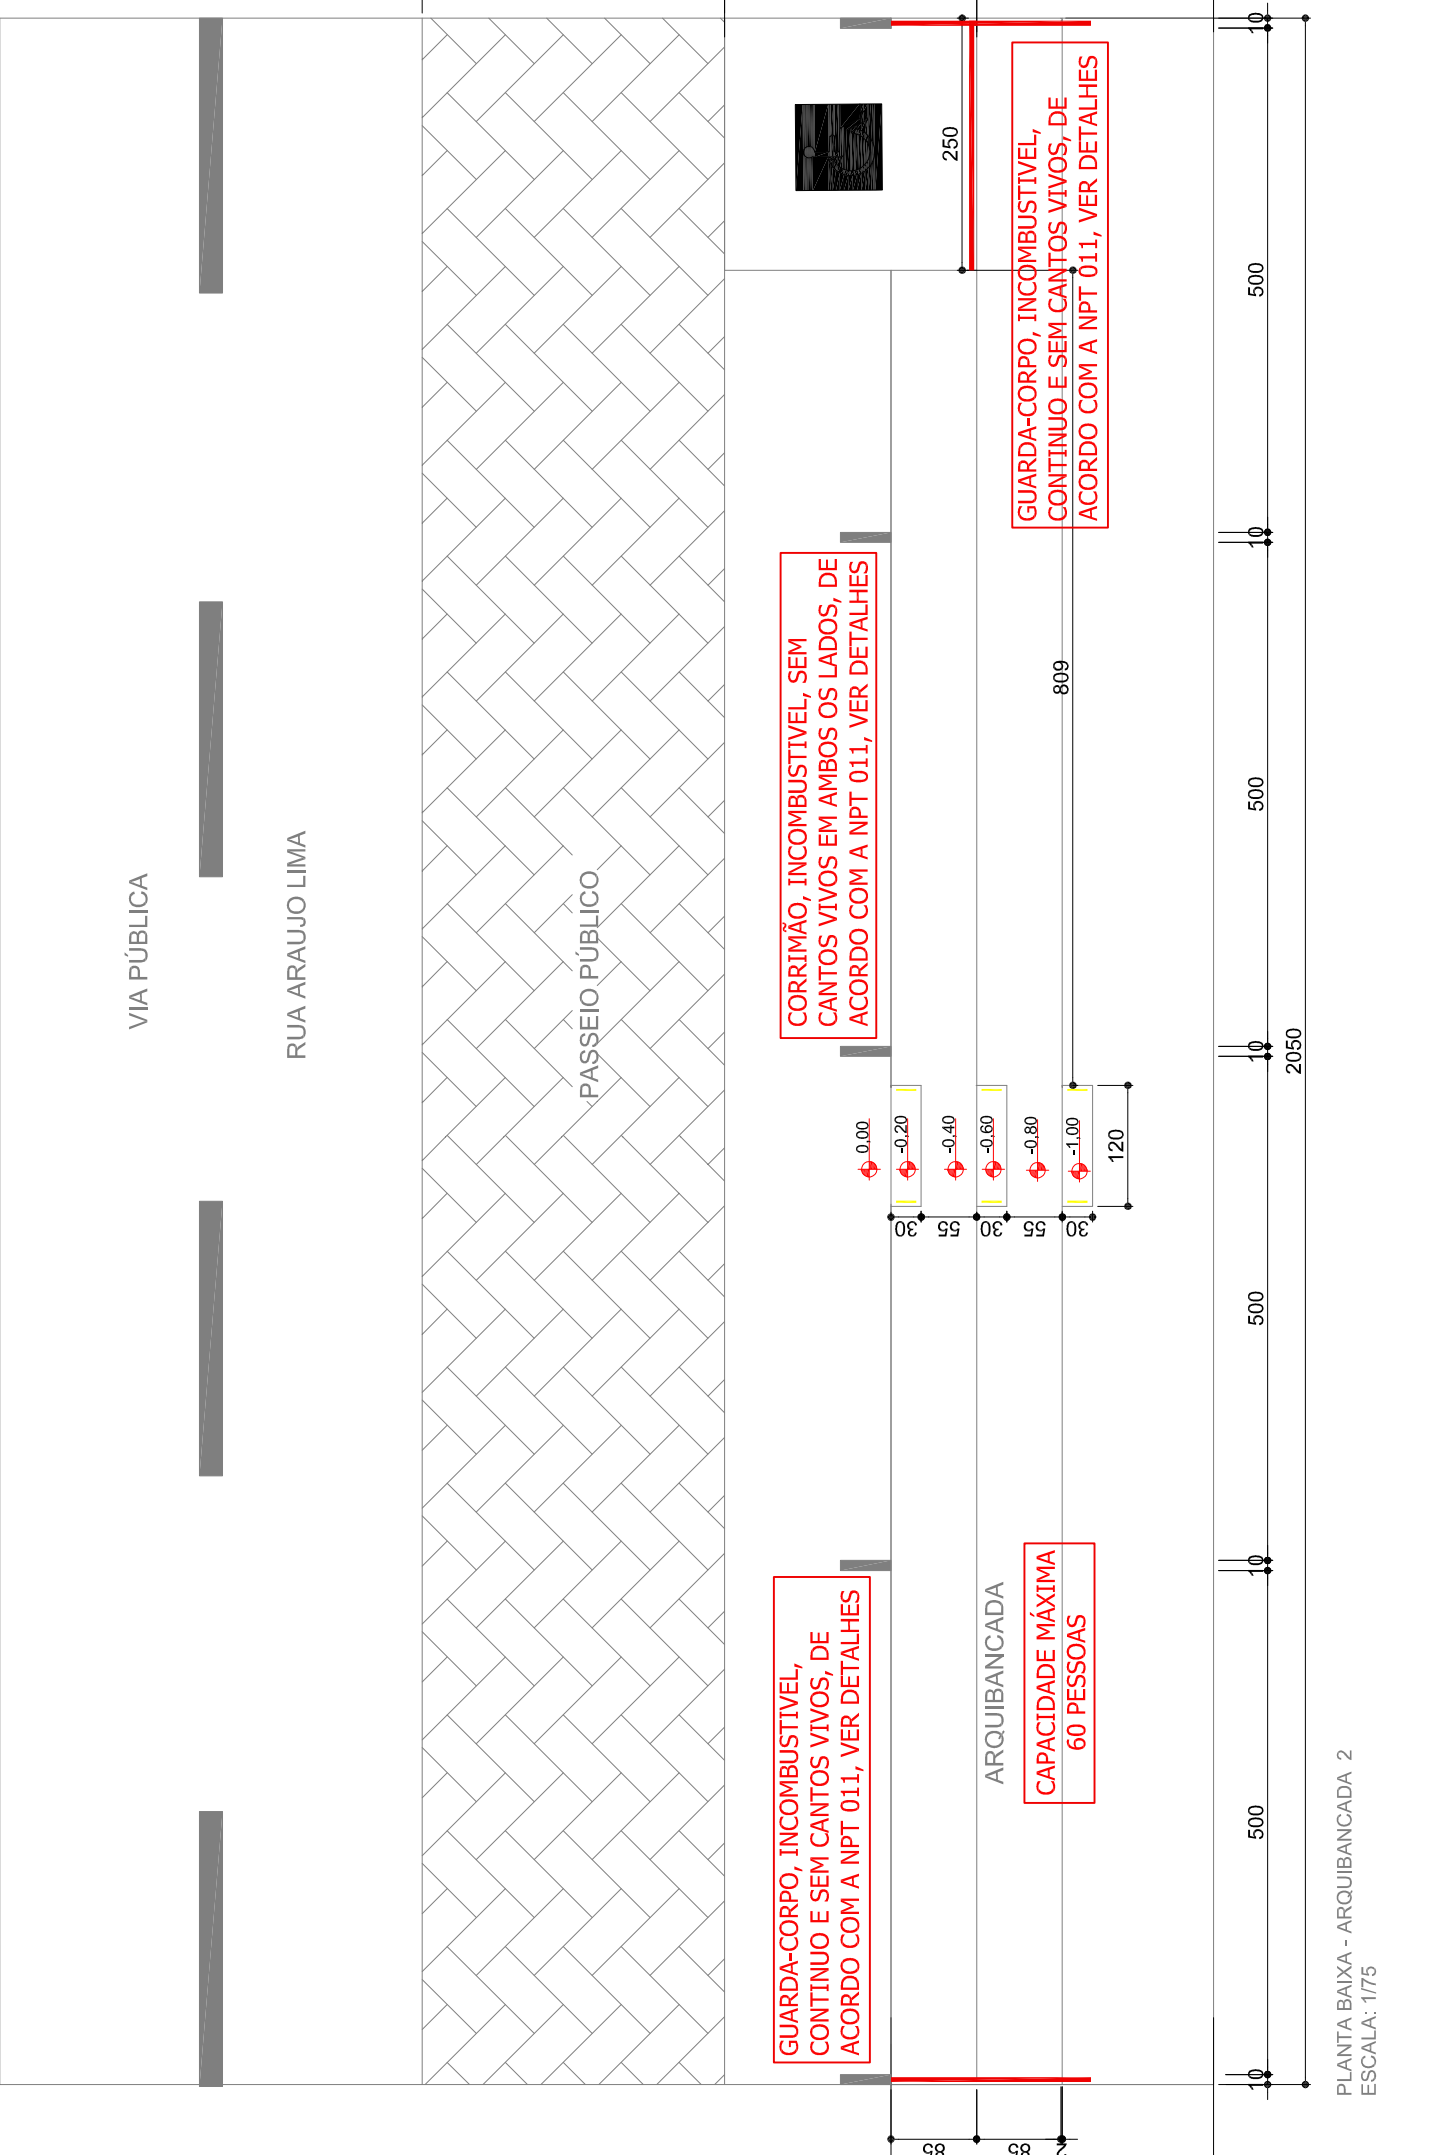 VIA PÚBLICA
RUA ARAUJO LIMA
PASSEIO PÚBLICO
GUARDA-CORPO, INCOMBUSTIVEL,
CONTINUO E SEM CANTOS VIVOS, DE
ACORDO COM A NPT 011, VER DETALHES
CORRIMÃO, INCOMBUSTIVEL, SEM
CANTOS VIVOS EM AMBOS OS LADOS, DE
ACORDO COM A NPT 011, VER DETALHES
GUARDA-CORPO, INCOMBUSTIVEL,
CONTINUO E SEM CANTOS VIVOS, DE
ACORDO COM A NPT 011, VER DETALHES
250
809
0,00
-0,20
-0,40
-0,60
-0,80
-1,00
120
30
55
30
55
30
ARQUIBANCADA
CAPACIDADE MÁXIMA
60 PESSOAS
10
500
10
500
10
500
10
500
10
2050
85
85
PLANTA BAIXA - ARQUIBANCADA 2
ESCALA: 1/75